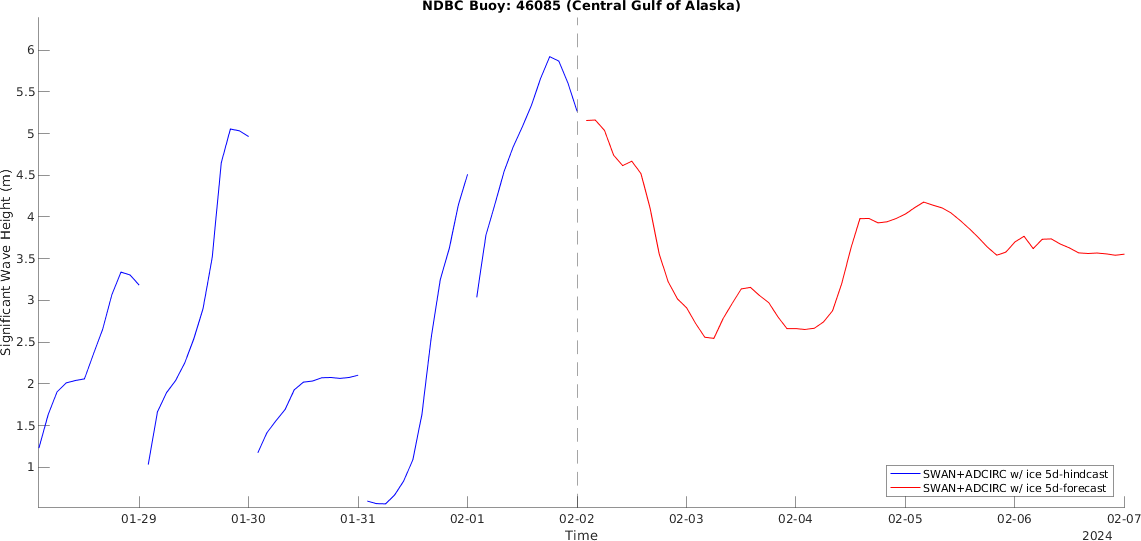 NDBC Buoy: 46085 (Central Gulf of Alaska)
Significant Wave Height (m)
6
5.5
5
4.5
4
3.5
3
2.5
2
1.5
1
SWAN+ADCIRC w/ ice 5d-hindcast
SWAN+ADCIRC w/ ice 5d-forecast
01-29 01-30 01-31 02-01 02-02 02-03 02-04 02-05 02-06 02-07
Time
2024